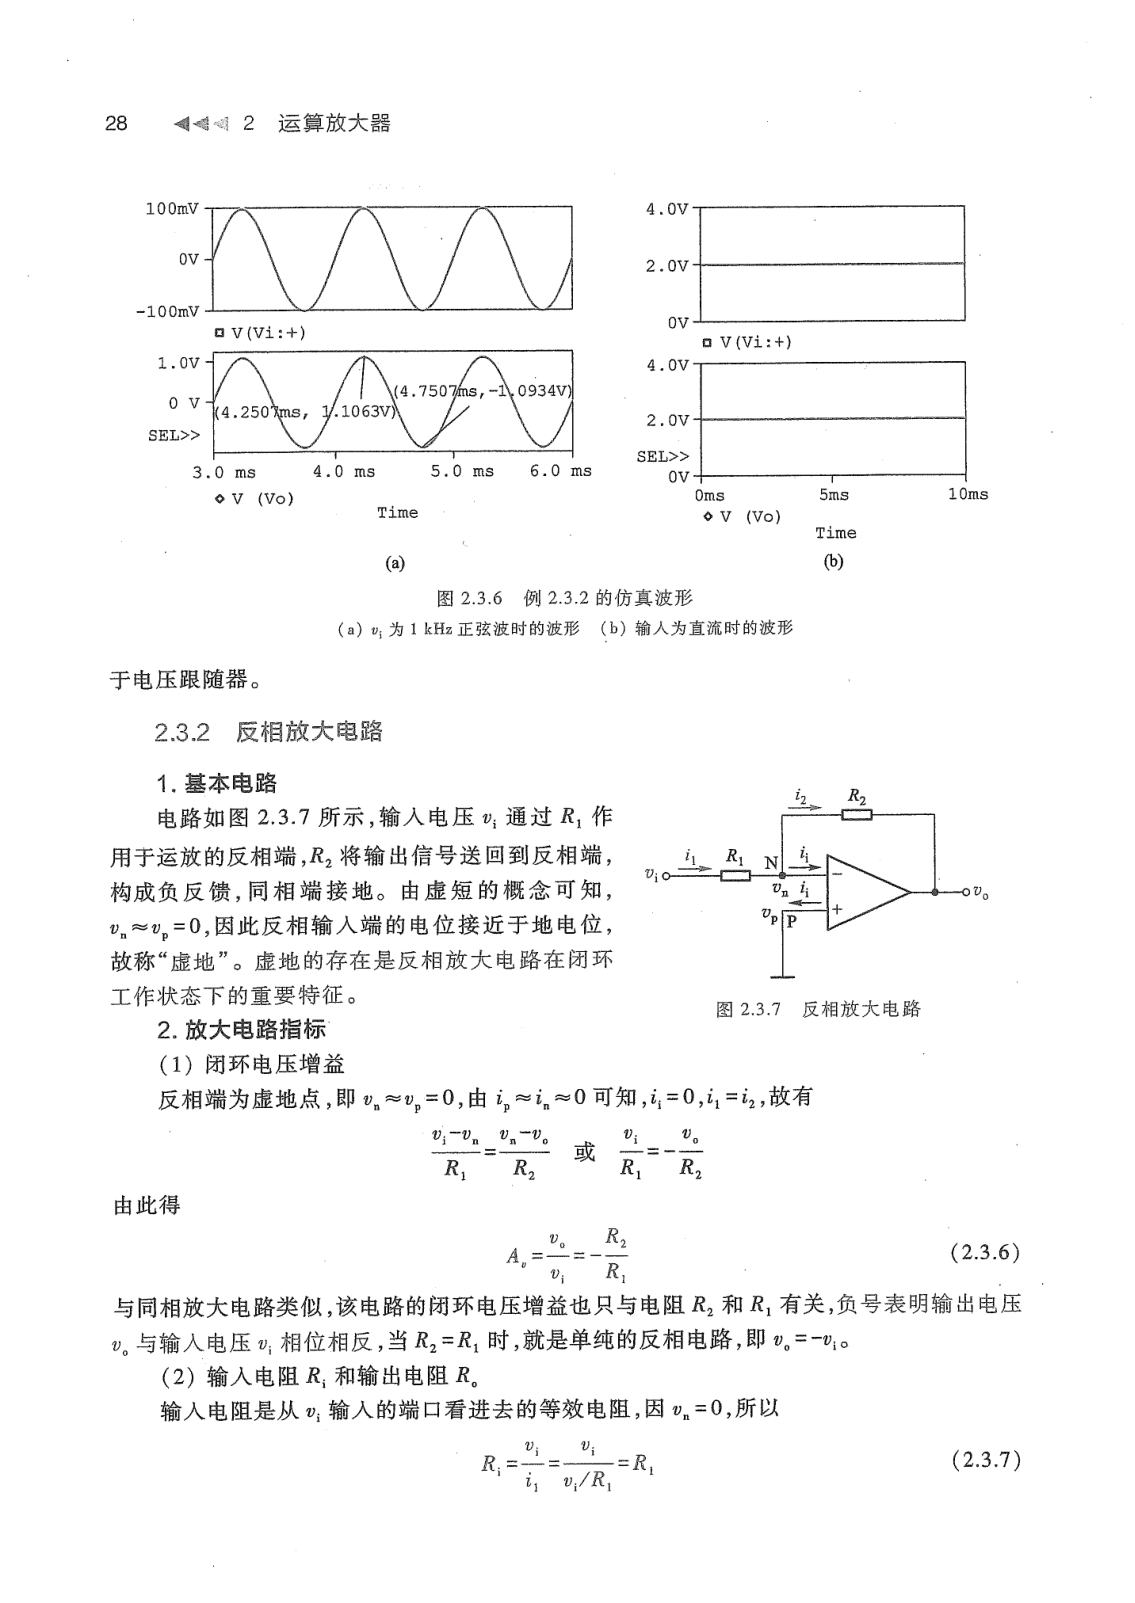 28 2 运算放大器
100mV
0V
-100mV
V(Vi:+)
1.0V
0 V
SEL>>
(4.2507ms, 1.1063V)
(4.7507ms,-1.0934V)
3.0 ms 4.0 ms 5.0 ms 6.0 ms
V (Vo)
Time
(a)
4.0V
2.0V
0V
V(Vi:+)
4.0V
2.0V
SEL>>
0V
0ms 5ms 10ms
V (Vo)
Time
(b)
图 2.3.6 例 2.3.2 的仿真波形
(a) vi 为 1 kHz 正弦波时的波形 (b) 输入为直流时的波形
于电压跟随器。
2.3.2 反相放大电路
1. 基本电路
电路如图 2.3.7 所示,输入电压 vi 通过 R1 作
用于运放的反相端,R2 将输出信号送回到反相端,
构成负反馈,同相端接地。由虚短的概念可知,
vn≈vp=0,因此反相输入端的电位接近于地电位,
故称“虚地”。虚地的存在是反相放大电路在闭环
工作状态下的重要特征。
i2 R2
i1 R1 N ii
vi
vn ii
vp P
- +
vo
图 2.3.7 反相放大电路
2. 放大电路指标
(1) 闭环电压增益
反相端为虚地点,即 vn≈vp=0,由 ip≈in≈0 可知,ii=0,i1=i2,故有
(vi-vn)/R1=(vn-vo)/R2 或 vi/R1=-vo/R2
由此得
Av=vo/vi=-R2/R1 (2.3.6)
与同相放大电路类似,该电路的闭环电压增益也只与电阻 R2 和 R1 有关,负号表明输出电压
vo 与输入电压 vi 相位相反,当 R2=R1 时,就是单纯的反相电路,即 vo=-vi。
(2) 输入电阻 Ri 和输出电阻 Ro
输入电阻是从 vi 输入的端口看进去的等效电阻,因 vn=0,所以
Ri=vi/i1=vi/(vi/R1)=R1 (2.3.7)